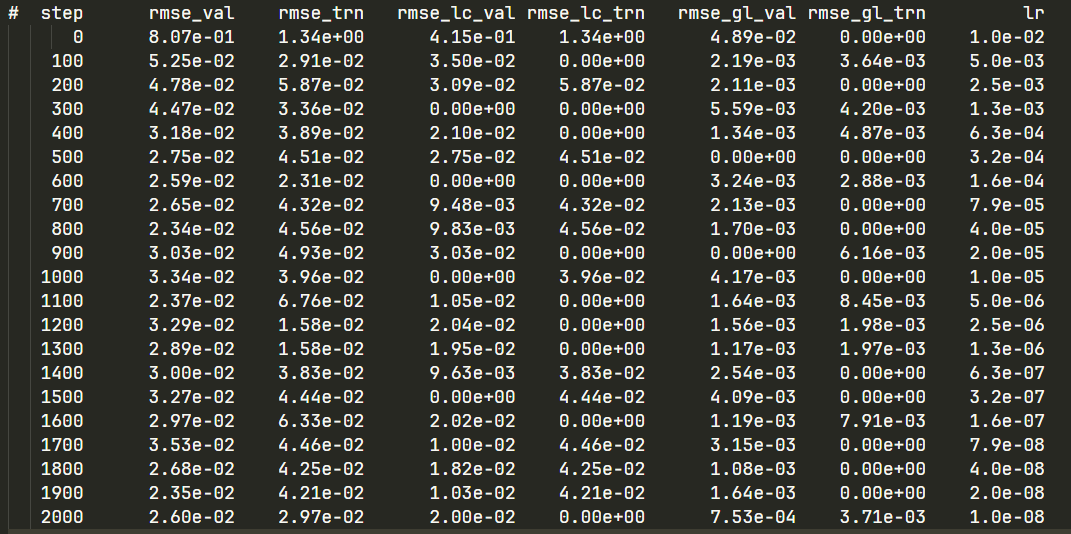 # step rmse_val rmse_trn rmse_lc_val rmse_lc_trn rmse_gl_val rmse_gl_trn lr
0 8.07e-01 1.34e+00 4.15e-01 1.34e+00 4.89e-02 0.00e+00 1.0e-02
100 5.25e-02 2.91e-02 3.50e-02 0.00e+00 2.19e-03 3.64e-03 5.0e-03
200 4.78e-02 5.87e-02 3.09e-02 5.87e-02 2.11e-03 0.00e+00 2.5e-03
300 4.47e-02 3.36e-02 0.00e+00 0.00e+00 5.59e-03 4.20e-03 1.3e-03
400 3.18e-02 3.89e-02 2.10e-02 0.00e+00 1.34e-03 4.87e-03 6.3e-04
500 2.75e-02 4.51e-02 2.75e-02 4.51e-02 0.00e+00 0.00e+00 3.2e-04
600 2.59e-02 2.31e-02 0.00e+00 0.00e+00 3.24e-03 2.88e-03 1.6e-04
700 2.65e-02 4.32e-02 9.48e-03 4.32e-02 2.13e-03 0.00e+00 7.9e-05
800 2.34e-02 4.56e-02 9.83e-03 4.56e-02 1.70e-03 0.00e+00 4.0e-05
900 3.03e-02 4.93e-02 3.03e-02 0.00e+00 0.00e+00 6.16e-03 2.0e-05
1000 3.34e-02 3.96e-02 0.00e+00 3.96e-02 4.17e-03 0.00e+00 1.0e-05
1100 2.37e-02 6.76e-02 1.05e-02 0.00e+00 1.64e-03 8.45e-03 5.0e-06
1200 3.29e-02 1.58e-02 2.04e-02 0.00e+00 1.56e-03 1.98e-03 2.5e-06
1300 2.89e-02 1.58e-02 1.95e-02 0.00e+00 1.17e-03 1.97e-03 1.3e-06
1400 3.00e-02 3.83e-02 9.63e-03 3.83e-02 2.54e-03 0.00e+00 6.3e-07
1500 3.27e-02 4.44e-02 0.00e+00 4.44e-02 4.09e-03 0.00e+00 3.2e-07
1600 2.97e-02 6.33e-02 2.02e-02 0.00e+00 1.19e-03 7.91e-03 1.6e-07
1700 3.53e-02 4.46e-02 1.00e-02 4.46e-02 3.15e-03 0.00e+00 7.9e-08
1800 2.68e-02 4.25e-02 1.82e-02 4.25e-02 1.08e-03 0.00e+00 4.0e-08
1900 2.35e-02 4.21e-02 1.03e-02 4.21e-02 1.64e-03 0.00e+00 2.0e-08
2000 2.60e-02 2.97e-02 2.00e-02 0.00e+00 7.53e-04 3.71e-03 1.0e-08